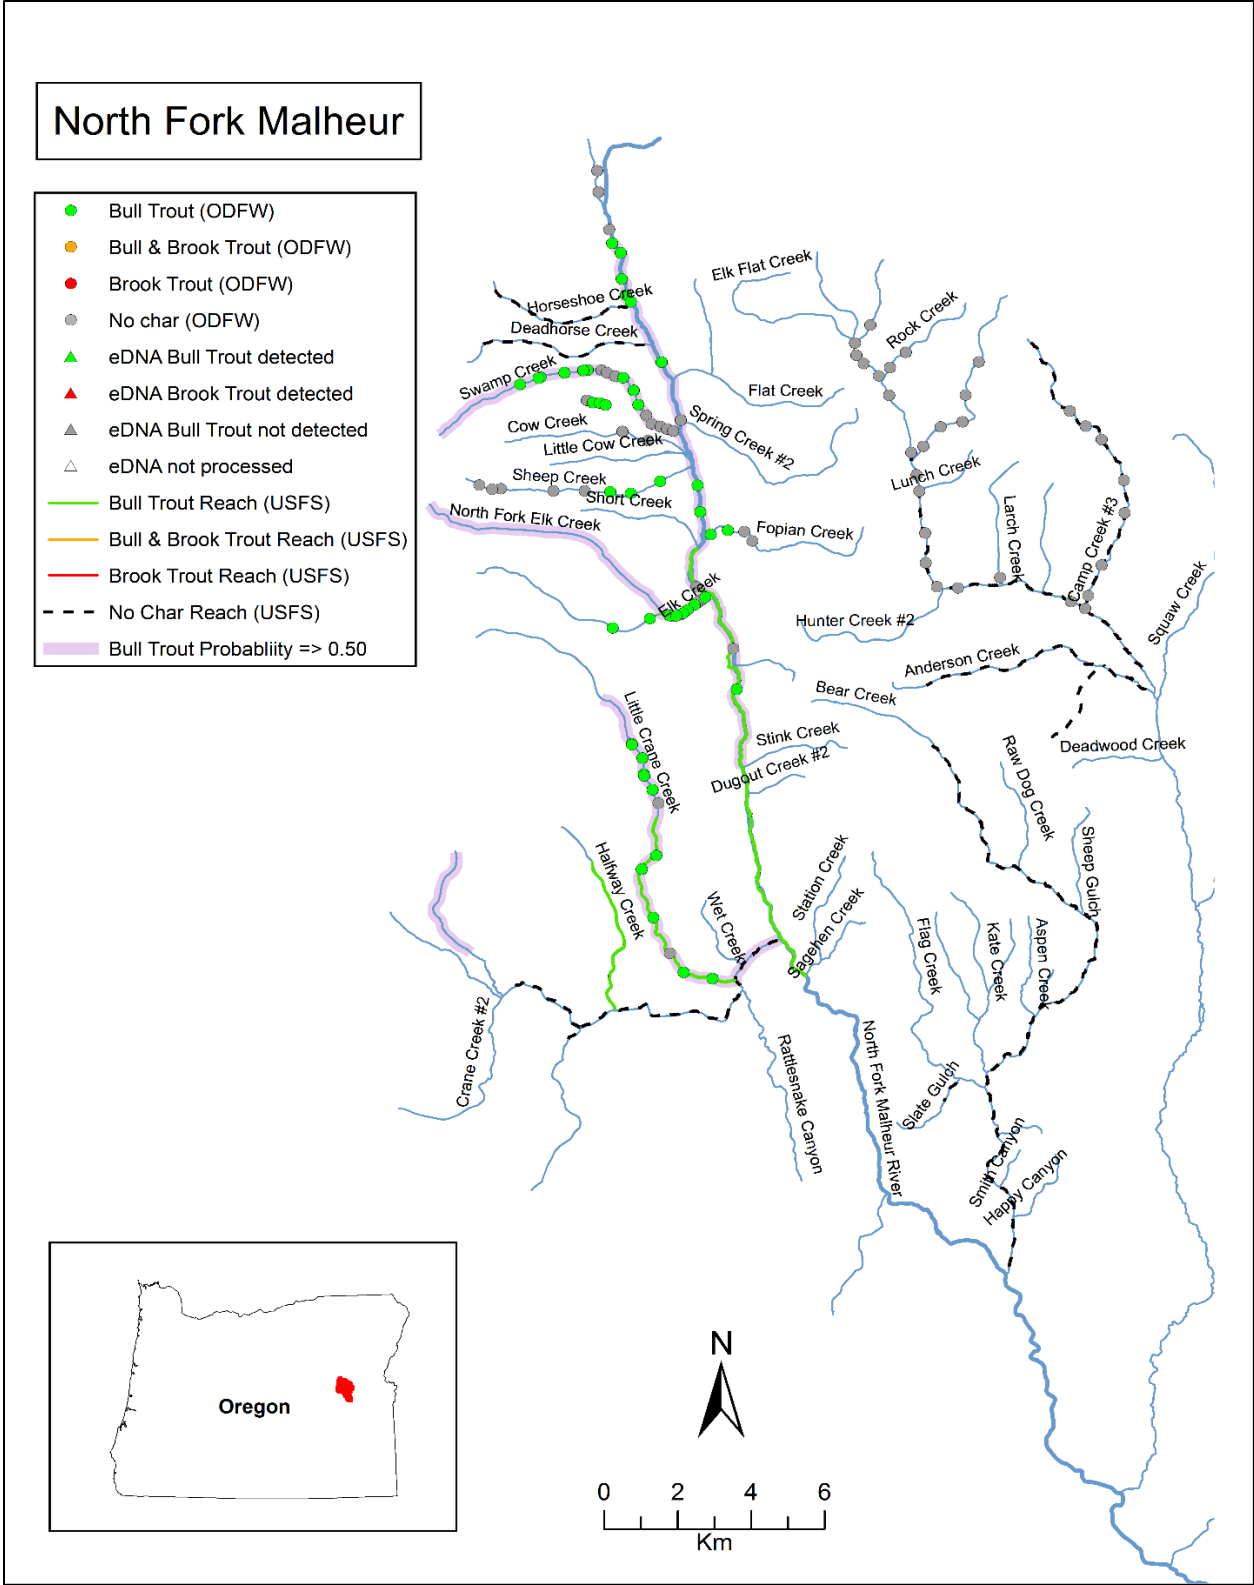 North Fork Malheur
Bull Trout (ODFW)
Bull & Brook Trout (ODFW)
Brook Trout (ODFW)
No char (ODFW)
eDNA Bull Trout detected
eDNA Brook Trout detected
eDNA Bull Trout not detected
eDNA not processed
Bull Trout Reach (USFS)
Bull & Brook Trout Reach (USFS)
Brook Trout Reach (USFS)
No Char Reach (USFS)
Bull Trout Probabliity => 0.50
Elk Flat Creek
Horseshoe Creek
Rock Creek
Deadhorse Creek
Swamp Creek
Flat Creek
Cow Creek
Spring Creek #2
Little Cow Creek
Sheep Creek
Lunch Creek
Short Creek
North Fork Elk Creek
Fopian Creek
Larch Creek
Camp Creek #3
Elk Creek
Squaw Creek
Hunter Creek #2
Anderson Creek
Bear Creek
Little Crane Creek
Stink Creek
Deadwood Creek
Dugout Creek #2
Raw Dog Creek
Halfway Creek
Station Creek
Sheep Gulch
Wet Creek
Sagehen Creek
Flag Creek
Kate Creek
Aspen Creek
Crane Creek #2
Rattlesnake Canyon
North Fork Malheur River
Slate Gulch
Smith Canyon
Happy Canyon
Oregon
N
0 2 4 6
Km